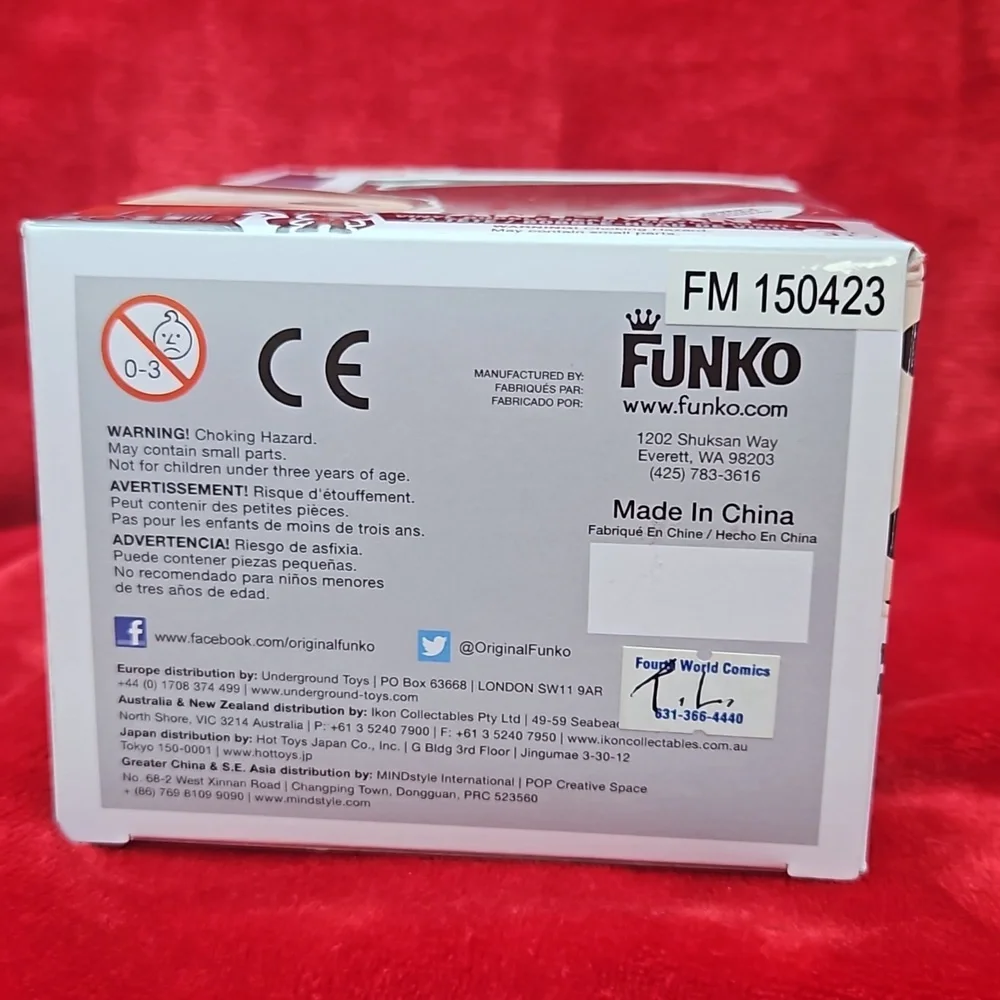 WARNING! Choking Hazard.
May contain small parts.
FM 150423
0-3
CE
MANUFACTURED BY:
FABRIQUÉS PAR:
FABRICADO POR:
FUNKO
www.funko.com
1202 Shuksan Way
Everett, WA 98203
(425) 783-3616
Made In China
Fabriqué En Chine / Hecho En China
WARNING! Choking Hazard.
May contain small parts.
Not for children under three years of age.
AVERTISSEMENT! Risque d'étouffement.
Peut contenir des petites pièces.
Pas pour les enfants de moins de trois ans.
ADVERTENCIA! Riesgo de asfixia.
Puede contener piezas pequeñas.
No recomendado para niños menores
de tres años de edad.
f www.facebook.com/originalfunko
@OriginalFunko
Fourth World Comics
631-366-4440
Europe distribution by: Underground Toys | PO Box 63668 | LONDON SW11 9AR
+44 (0) 1708 374 499 | www.underground-toys.com
Australia & New Zealand distribution by: Ikon Collectables Pty Ltd | 49-59 Seabea
North Shore, VIC 3214 Australia | P: +61 3 5240 7900 | F: +61 3 5240 7950 | www.ikoncollectables.com.au
Japan distribution by: Hot Toys Japan Co., Inc. | G Bldg 3rd Floor | Jingumae 3-30-12
Tokyo 150-0001 | www.hottoys.jp
Greater China & S.E. Asia distribution by: MINDstyle International | POP Creative Space
No. 68-2 West Xinnan Road | Changping Town, Dongguan, PRC 523560
+ (86) 769 8109 9090 | www.mindstyle.com